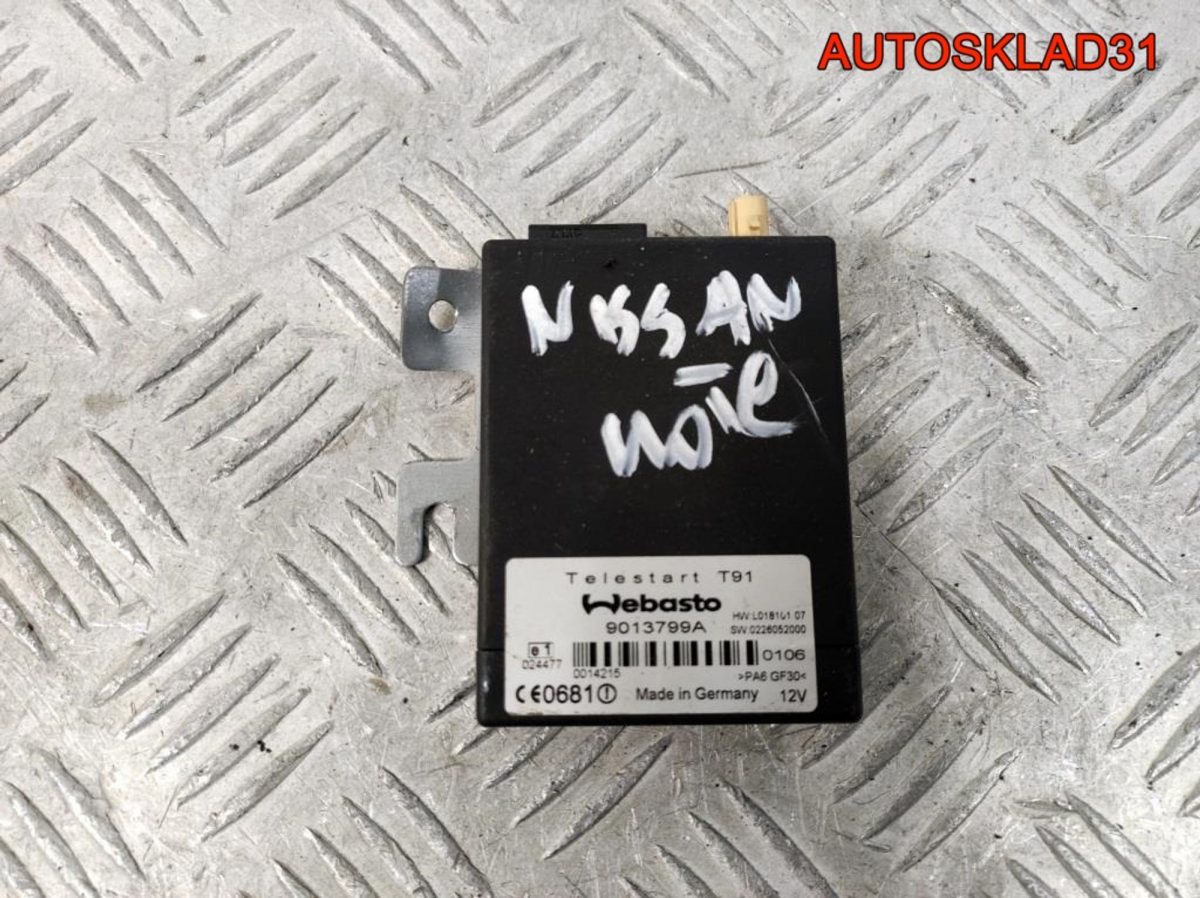 AUTOSKLAD31
NISSAN
NOTE
Telestart T91
Webasto
9013799A
HW:L018101 07
SW:0226052000
e1
024477
0014215
0106
>PA6 GF30<
CE0681
Made in Germany
12V